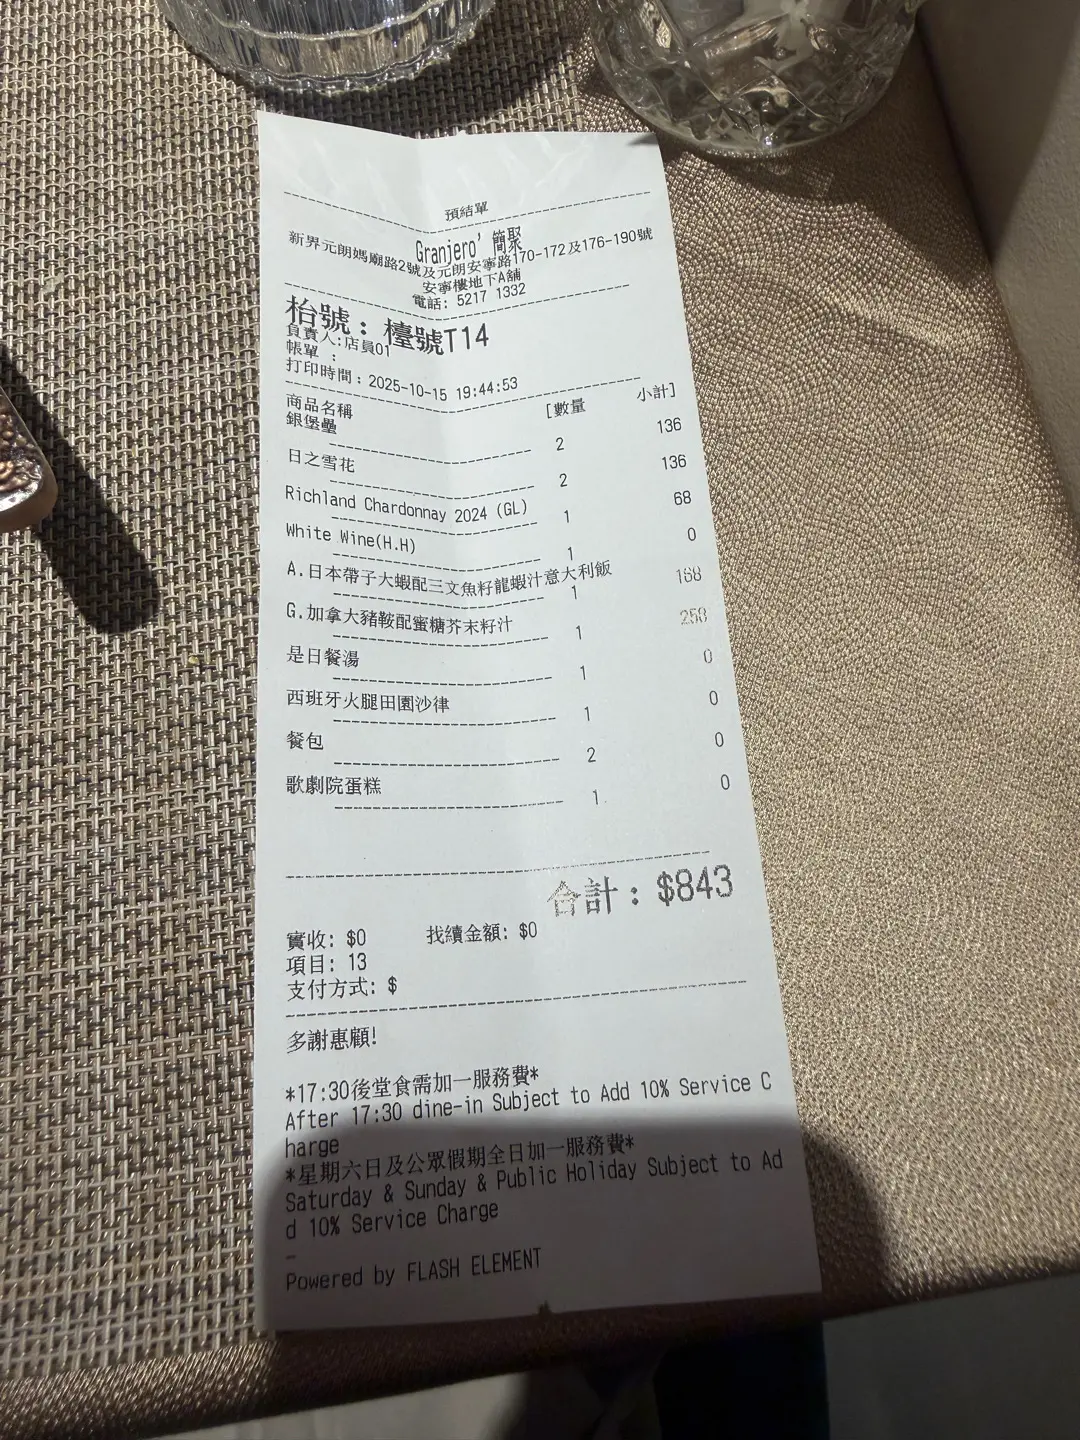 預結單
Granjero' 簡聚
新界元朗媽廟路2號及元朗安寧路170-172及176-190號
安寧樓地下A舖
電話: 5217 1332
枱號: 檯號T14
負責人:店員01
帳單 :
打印時間: 2025-10-15 19:44:53
商品名稱 [數量 小計]
銀堡壘 2 136
日之雪花 2 136
Richland Chardonnay 2024 (GL) 1 68
White Wine(H.H) 1 0
A.日本帶子大蝦配三文魚籽龍蝦汁意大利飯 1 168
G.加拿大豬鞍配蜜糖芥末籽汁 1 258
是日餐湯 1 0
西班牙火腿田園沙律 1 0
餐包 2 0
歌劇院蛋糕 1 0
合計: $843
實收: $0 找續金額: $0
項目: 13
支付方式: $
多謝惠顧!
*17:30後堂食需加一服務費*
After 17:30 dine-in Subject to Add 10% Service C
harge
*星期六日及公眾假期全日加一服務費*
Saturday & Sunday & Public Holiday Subject to Ad
d 10% Service Charge
Powered by FLASH ELEMENT